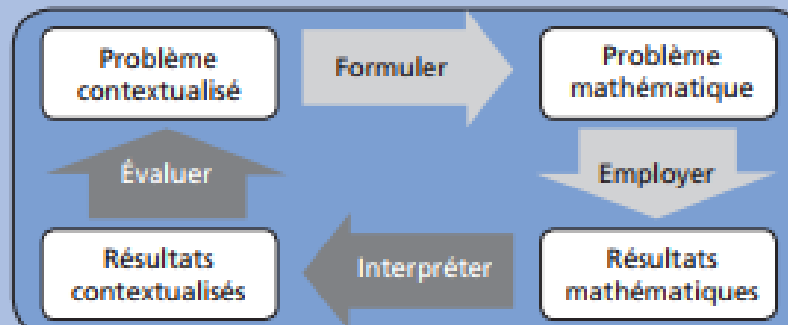 Problème
contextualisé
Formuler
Problème
mathématique
Évaluer
Employer
Résultats
contextualisés
Interpréter
Résultats
mathématiques